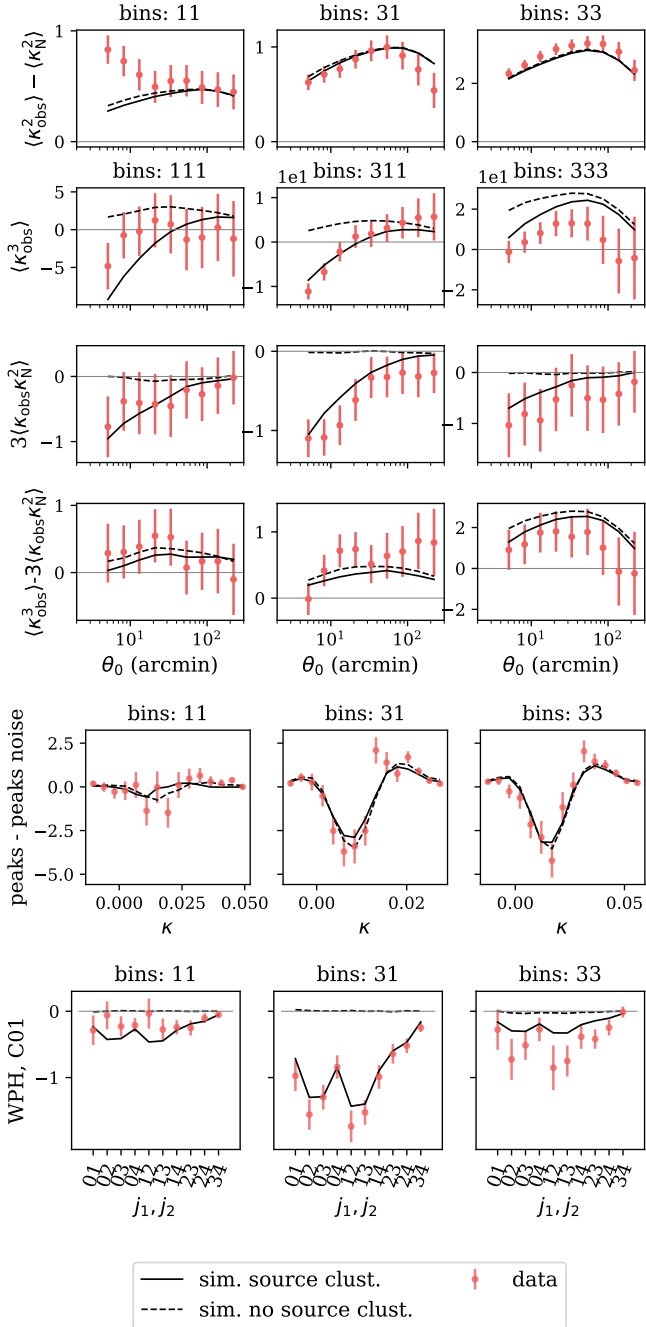 bins: 11 bins: 31 bins: 33
⟨κ²obs⟩ − ⟨κ²N⟩
1 0
1 0
2 0
bins: 111 bins: 311 bins: 333
1e1 1e1
⟨κ³obs⟩
5 0 −5
1 0 −1
2 0 −2
3⟨κobsκ²N⟩
0 −1
0 −1
0 −1
⟨κ³obs⟩-3⟨κobsκ²N⟩
1 0
1 0
2 0 −2
10¹ 10² 10¹ 10² 10¹ 10²
θ₀ (arcmin) θ₀ (arcmin) θ₀ (arcmin)
bins: 11 bins: 31 bins: 33
peaks - peaks noise
2.5
0.0
−2.5
−5.0
0.000 0.025 0.050 0.00 0.02 0.00 0.05
κ κ κ
bins: 11 bins: 31 bins: 33
WPH, C01
0
−1
01 02 03 04 12 13 14 23 24 34 01 02 03 04 12 13 14 23 24 34 01 02 03 04 12 13 14 23 24 34
j₁, j₂ j₁, j₂ j₁, j₂
sim. source clust. data
sim. no source clust.